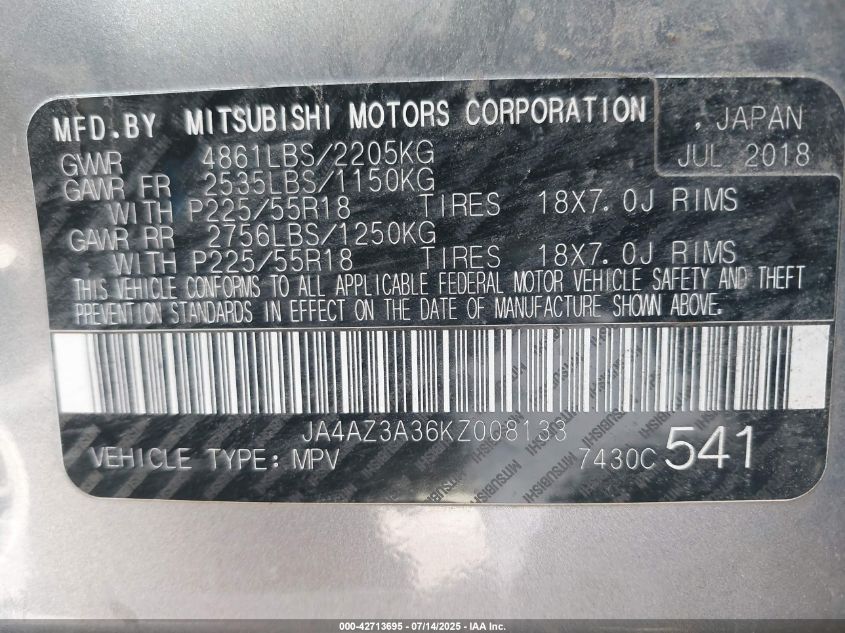 MFD.BY MITSUBISHI MOTORS CORPORATION , JAPAN
GVWR 4861LBS/2205KG JUL 2018
GAWR FR 2535LBS/1150KG
WITH P225/55R18 TIRES 18X7.0J RIMS
GAWR RR 2756LBS/1250KG
WITH P225/55R18 TIRES 18X7.0J RIMS
THIS VEHICLE CONFORMS TO ALL APPLICABLE FEDERAL MOTOR VEHICLE SAFETY AND THEFT
PREVENTION STANDARDS IN EFFECT ON THE DATE OF MANUFACTURE SHOWN ABOVE.
JA4AZ3A36KZ008133
VEHICLE TYPE: MPV 7430C 541
000-42713695 - 07/14/2025 - IAA Inc.